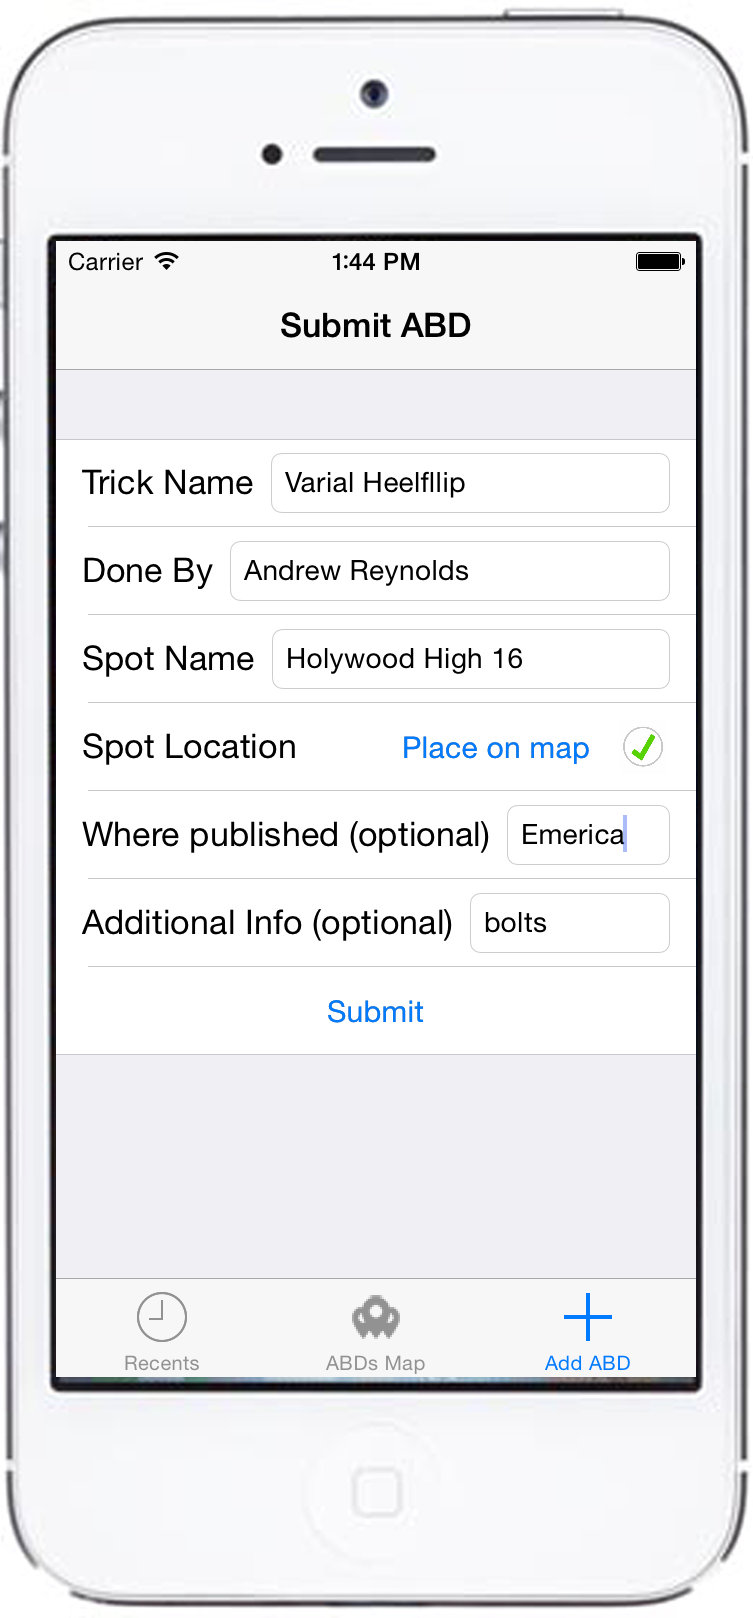 Carrier 1:44 PM
Submit ABD
Trick Name Varial Heelfllip
Done By Andrew Reynolds
Spot Name Holywood High 16
Spot Location Place on map
Where published (optional) Emerica
Additional Info (optional) bolts
Submit
Recents ABDs Map Add ABD